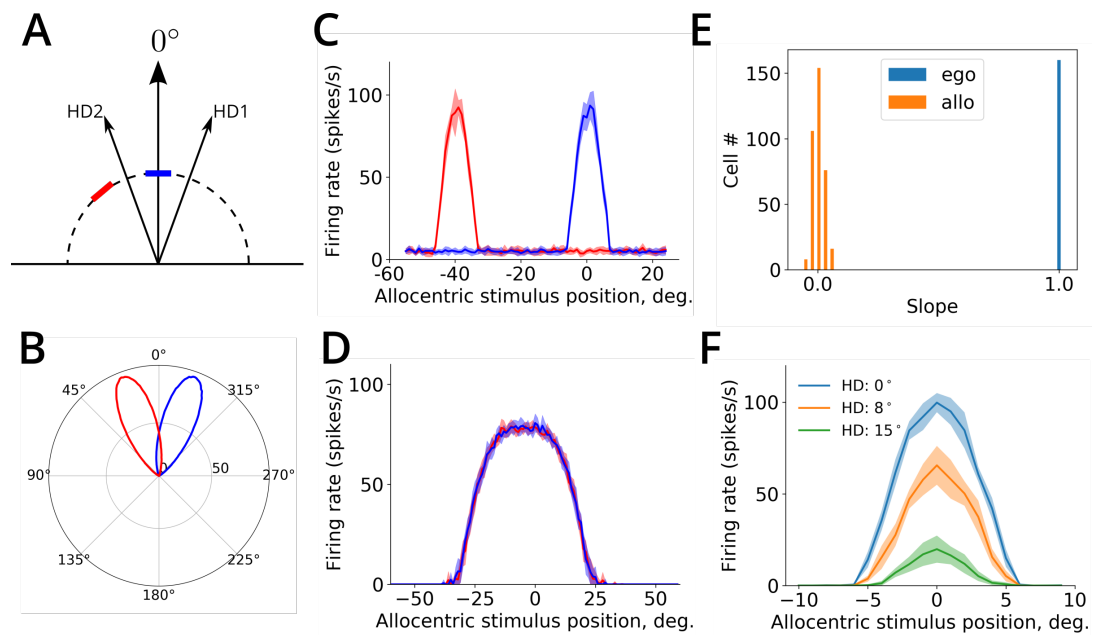 A
0°
HD2
HD1
B
0°
45°
315°
0
50
90°
270°
135°
225°
180°
C
Firing rate (spikes/s)
100
50
0
-60
-40
-20
0
20
Allocentric stimulus position, deg.
D
Firing rate (spikes/s)
100
50
0
−50
−25
0
25
50
Allocentric stimulus position, deg.
E
Cell #
150
100
50
0
ego
allo
0.0
1.0
Slope
F
Firing rate (spikes/s)
100
50
0
HD: 0°
HD: 8°
HD: 15°
−10
−5
0
5
10
Allocentric stimulus position, deg.